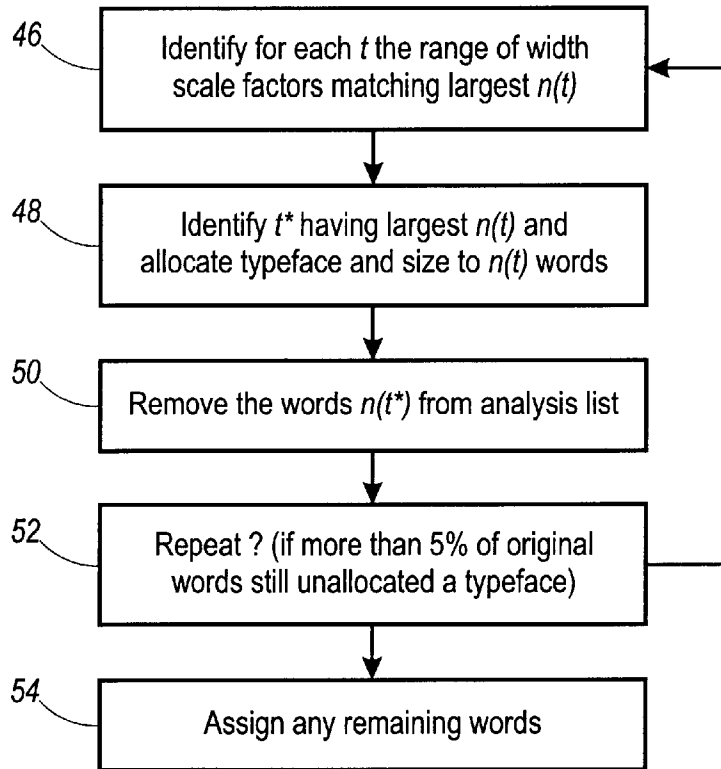 46
Identify for each t the range of width
scale factors matching largest n(t)
48
Identify t* having largest n(t) and
allocate typeface and size to n(t) words
50
Remove the words n(t*) from analysis list
52
Repeat ? (if more than 5% of original
words still unallocated a typeface)
54
Assign any remaining words